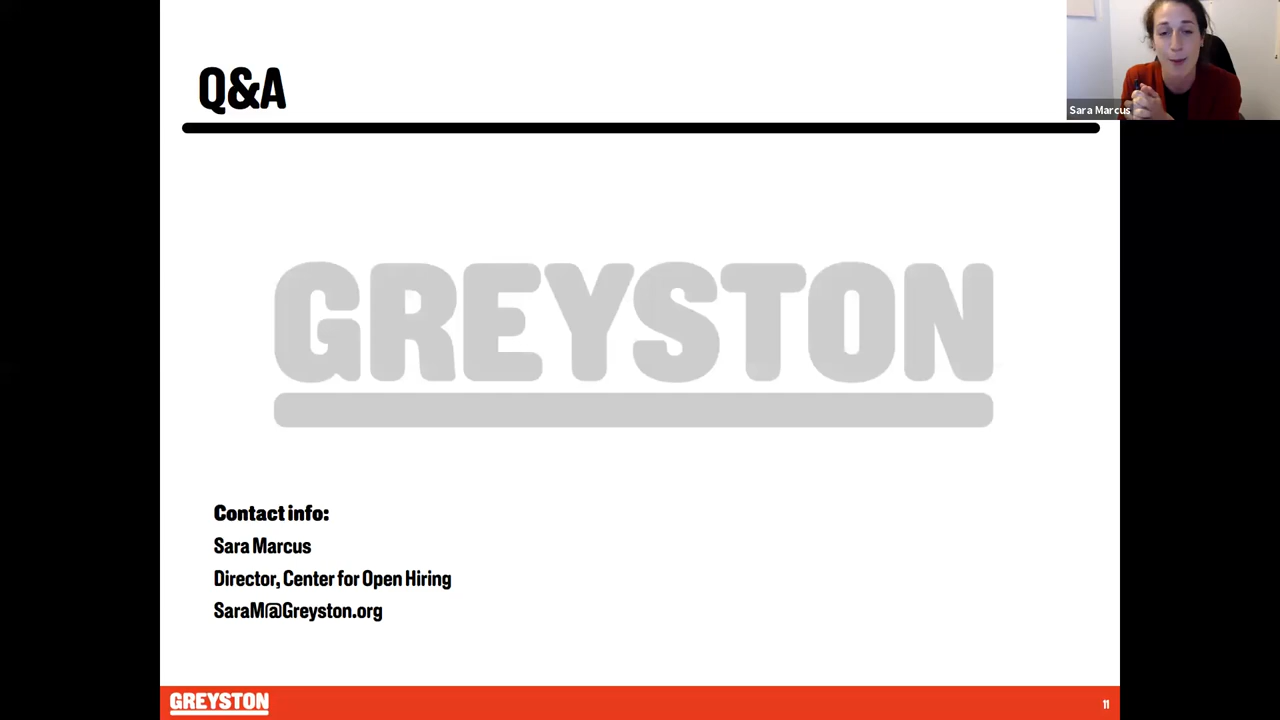 Q&A
Sara Marcus
GREYSTON
Contact info:
Sara Marcus
Director, Center for Open Hiring
SaraM@Greyston.org
GREYSTON
11